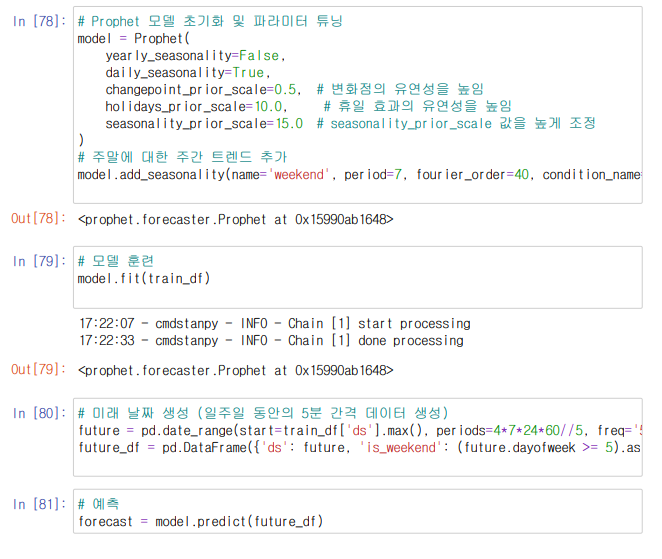 In [78]:
# Prophet 모델 초기화 및 파라미터 튜닝
model = Prophet(
    yearly_seasonality=False,
    daily_seasonality=True,
    changepoint_prior_scale=0.5,  # 변화점의 유연성을 높임
    holidays_prior_scale=10.0,     # 휴일 효과의 유연성을 높임
    seasonality_prior_scale=15.0  # seasonality_prior_scale 값을 높게 조정
)
# 주말에 대한 주간 트렌드 추가
model.add_seasonality(name='weekend', period=7, fourier_order=40, condition_name=
Out[78]: <prophet.forecaster.Prophet at 0x15990ab1648>
In [79]:
# 모델 훈련
model.fit(train_df)
17:22:07 - cmdstanpy - INFO - Chain [1] start processing
17:22:33 - cmdstanpy - INFO - Chain [1] done processing
Out[79]: <prophet.forecaster.Prophet at 0x15990ab1648>
In [80]:
# 미래 날짜 생성 (일주일 동안의 5분 간격 데이터 생성)
future = pd.date_range(start=train_df['ds'].max(), periods=4*7*24*60//5, freq='5
future_df = pd.DataFrame({'ds': future, 'is_weekend': (future.dayofweek >= 5).as
In [81]:
# 예측
forecast = model.predict(future_df)